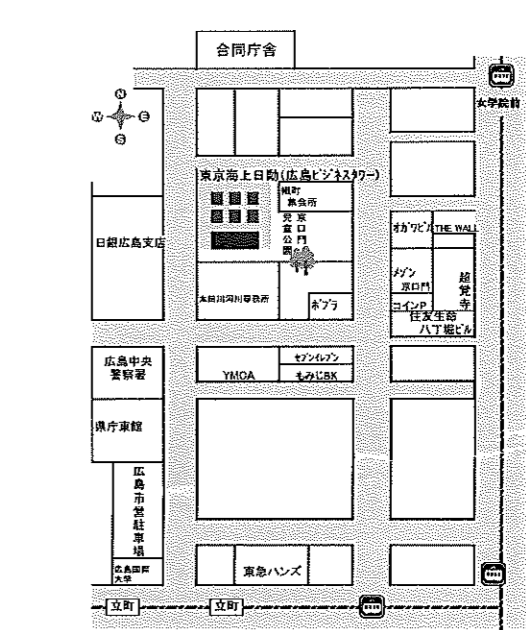 合同庁舎
N
W E
S
女学院前
東京海上日動(広島ビジネスタワー)
幟町
集会所
京口門
児童公園
日銀広島支店
オガワビル
THE WALL
メゾン
京口門
超覚寺
太田川河川事務所
ポプラ
コインP
住友生命
八丁堀ビル
広島中央
警察署
セブンイレブン
YMCA
もみじBK
県庁東館
広島市営駐車場
広島国際
大学
東急ハンズ
立町
立町